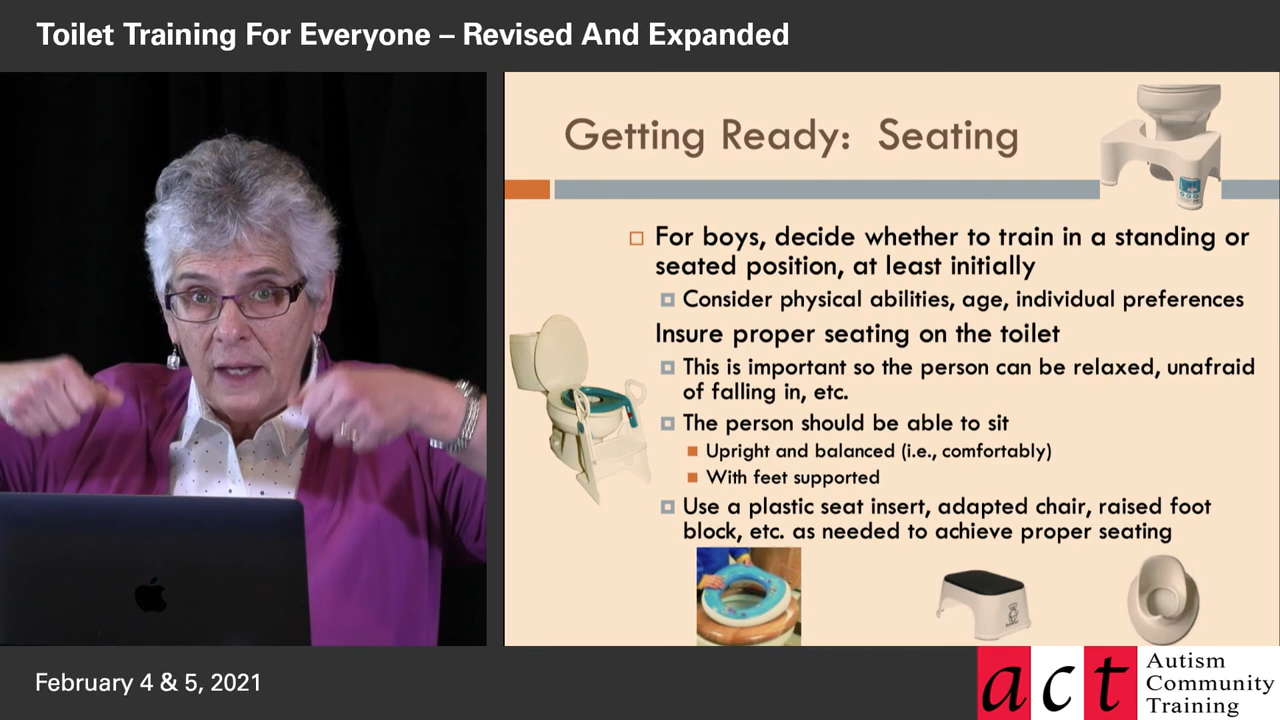 Toilet Training For Everyone – Revised And Expanded
Getting Ready: Seating
For boys, decide whether to train in a standing or
seated position, at least initially
Consider physical abilities, age, individual preferences
Insure proper seating on the toilet
This is important so the person can be relaxed, unafraid
of falling in, etc.
The person should be able to sit
Upright and balanced (i.e., comfortably)
With feet supported
Use a plastic seat insert, adapted chair, raised foot
block, etc. as needed to achieve proper seating
February 4 & 5, 2021
act
Autism
Community
Training